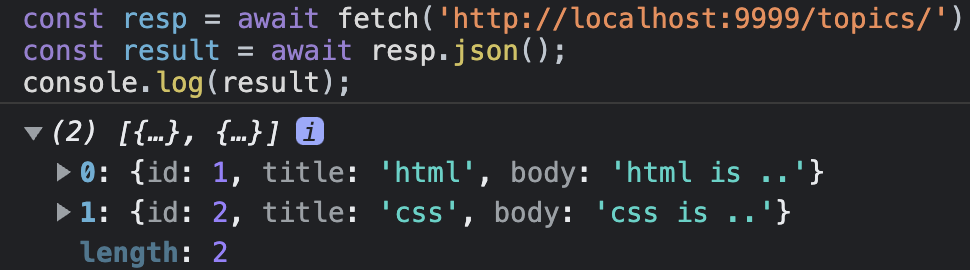 const resp = await fetch('http://localhost:9999/topics/')
const result = await resp.json();
console.log(result);
(2) [{…}, {…}] i
0: {id: 1, title: 'html', body: 'html is ..'}
1: {id: 2, title: 'css', body: 'css is ..'}
length: 2